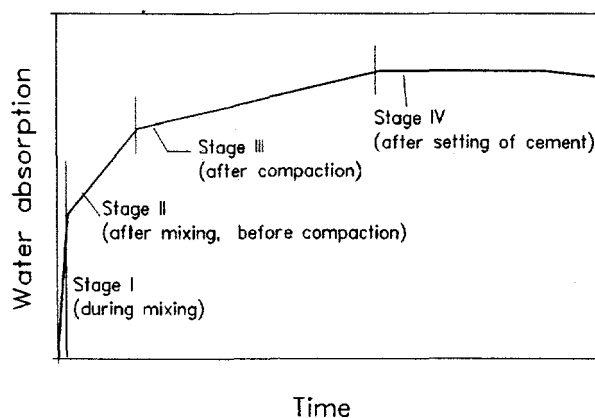 Water absorption
Stage IV
(after setting of cement)
Stage III
(after compaction)
Stage II
(after mixing, before compaction)
Stage I
(during mixing)
Time